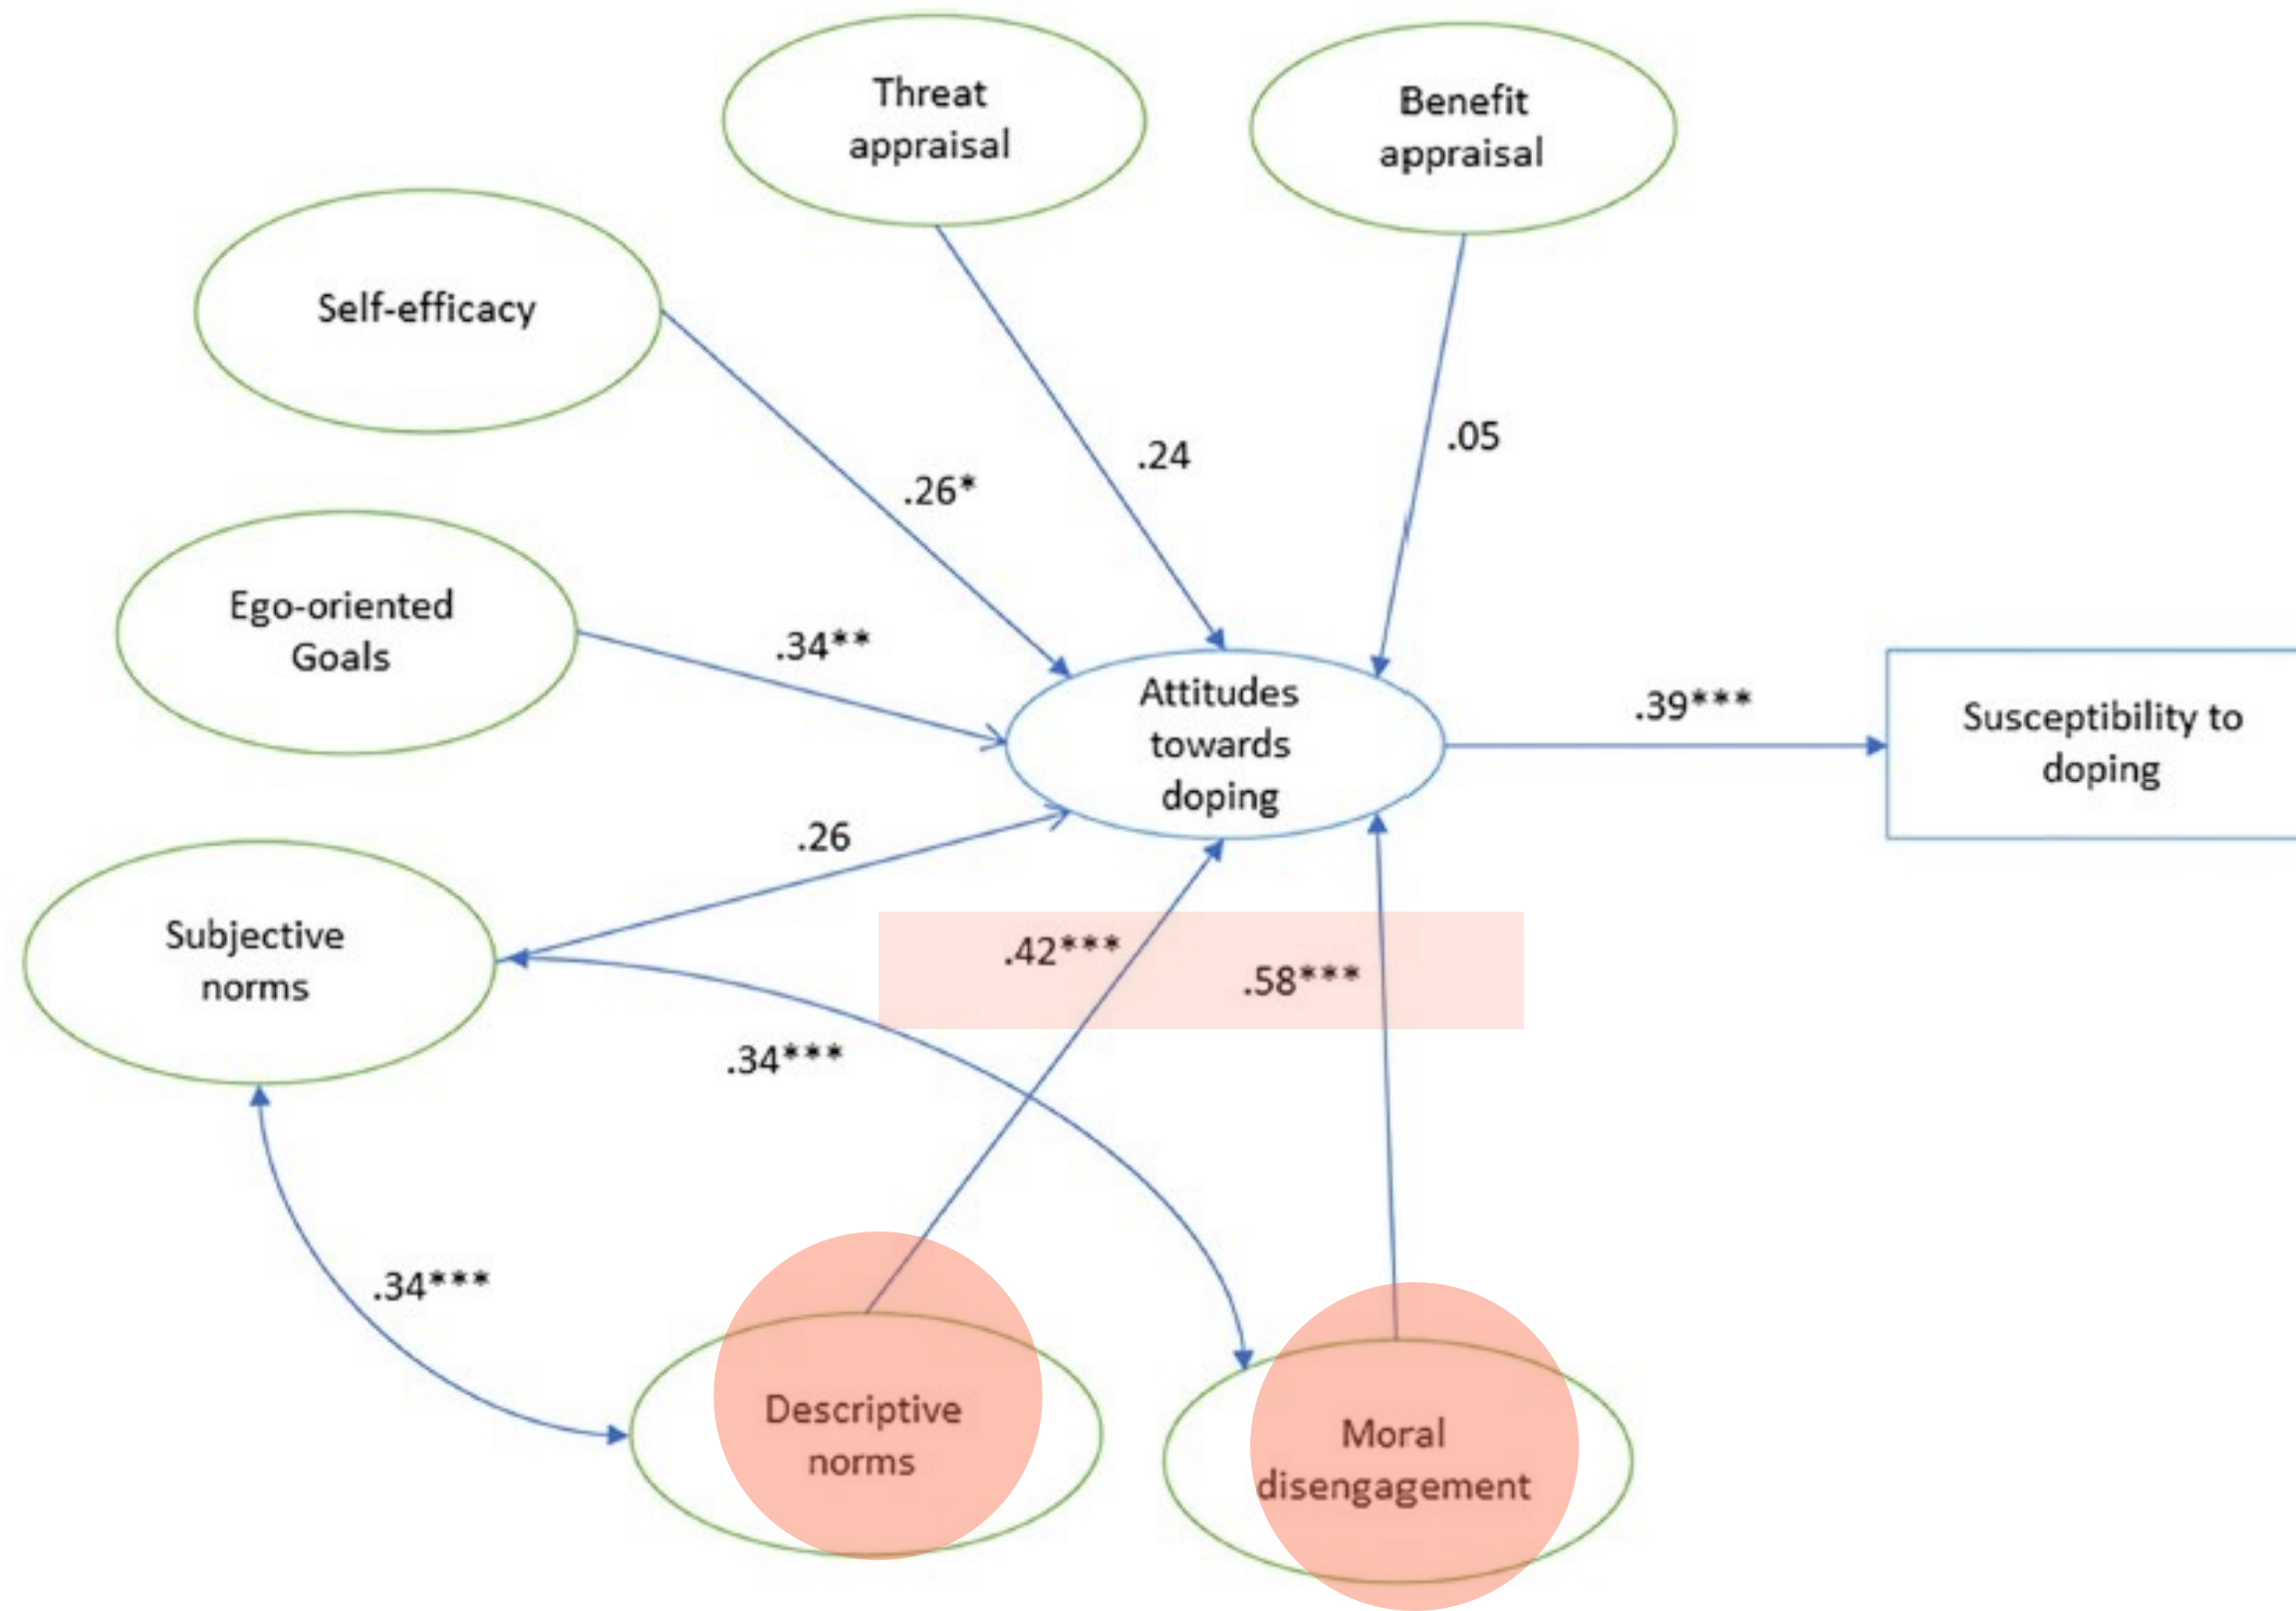 Threat
appraisal
Benefit
appraisal
Self-efficacy
.26*
.24
.05
Ego-oriented
Goals
.34**
Attitudes
towards
doping
.39***
Susceptibility to
doping
.26
Subjective
norms
.42***
.58***
.34***
.34***
Descriptive
norms
Moral
disengagement